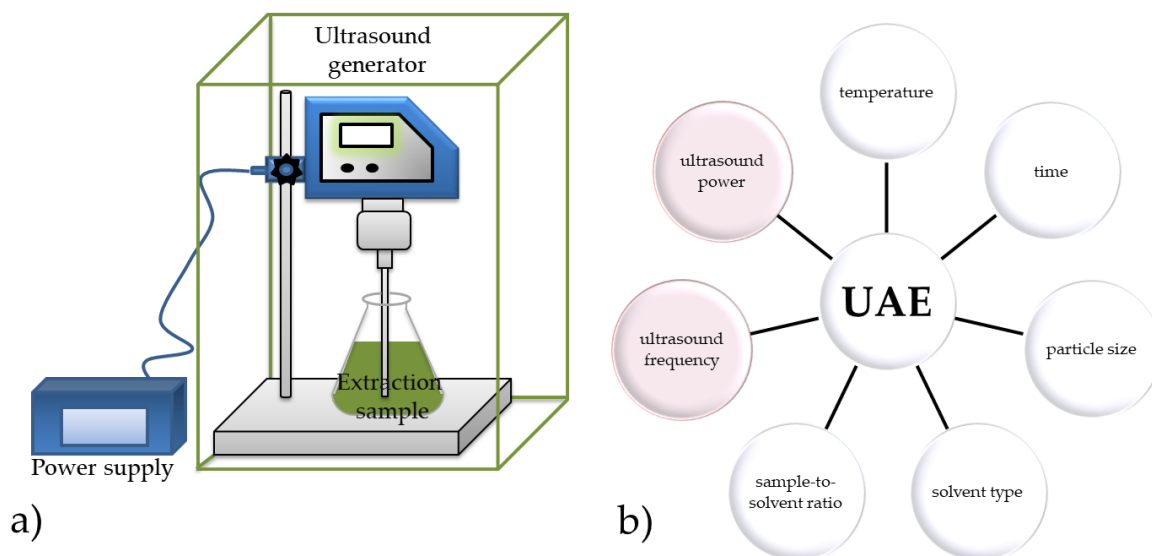 Ultrasound
generator
Extraction
sample
Power supply
a)
temperature
ultrasound
power
time
UAE
ultrasound
frequency
particle size
sample-to-
solvent ratio
solvent type
b)